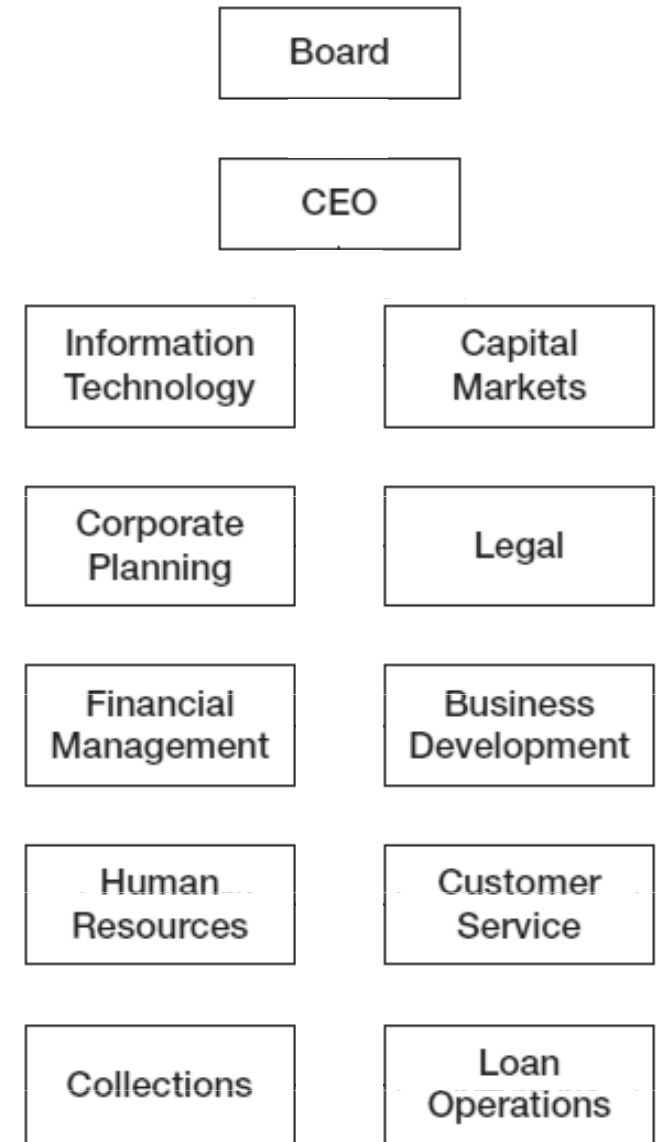 Board
CEO
Information
Technology
Capital
Markets
Corporate
Planning
Legal
Financial
Management
Business
Development
Human
Resources
Customer
Service
Collections
Loan
Operations